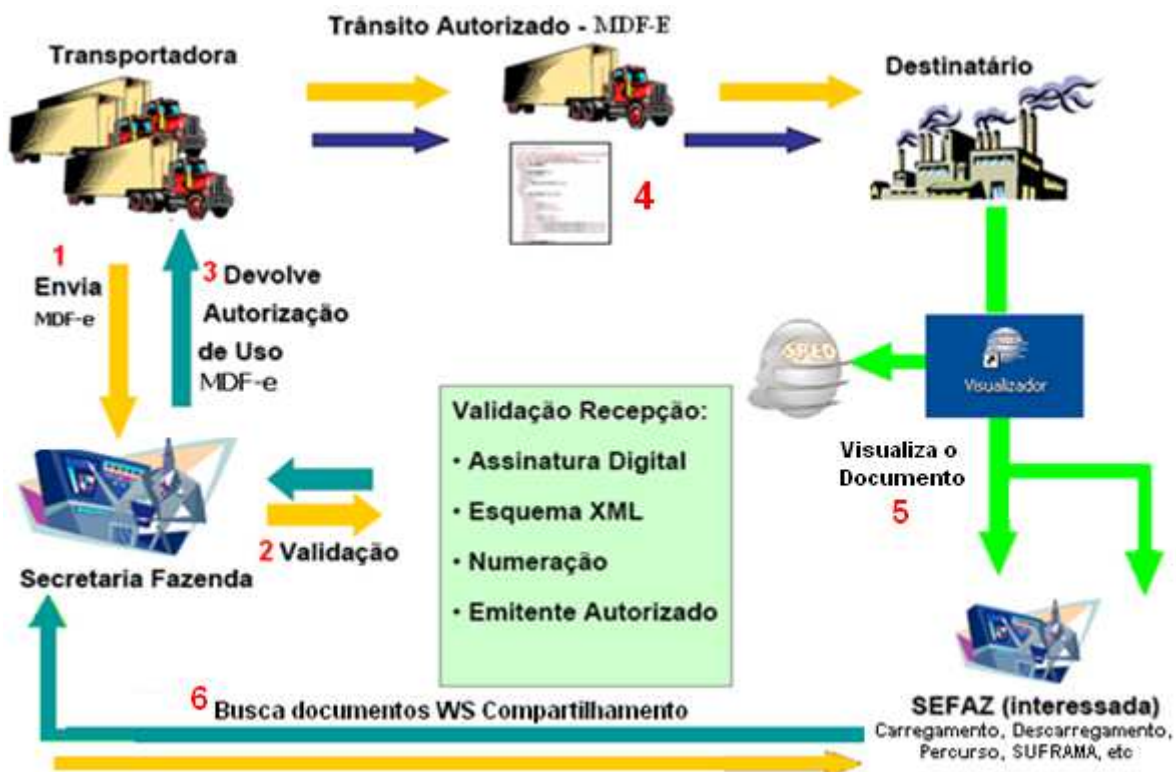 Trânsito Autorizado - MDF-E
Transportadora
Destinatário
4
1
Envia
MDF-e
3 Devolve
Autorização
de Uso
MDF-e
SPED
Visualizador
Validação Recepção:
• Assinatura Digital
• Esquema XML
• Numeração
• Emitente Autorizado
Visualiza o
Documento
5
2 Validação
Secretaria Fazenda
6 Busca documentos WS Compartilhamento
SEFAZ (interessada)
Carregamento, Descarregamento,
Percurso, SUFRAMA, etc